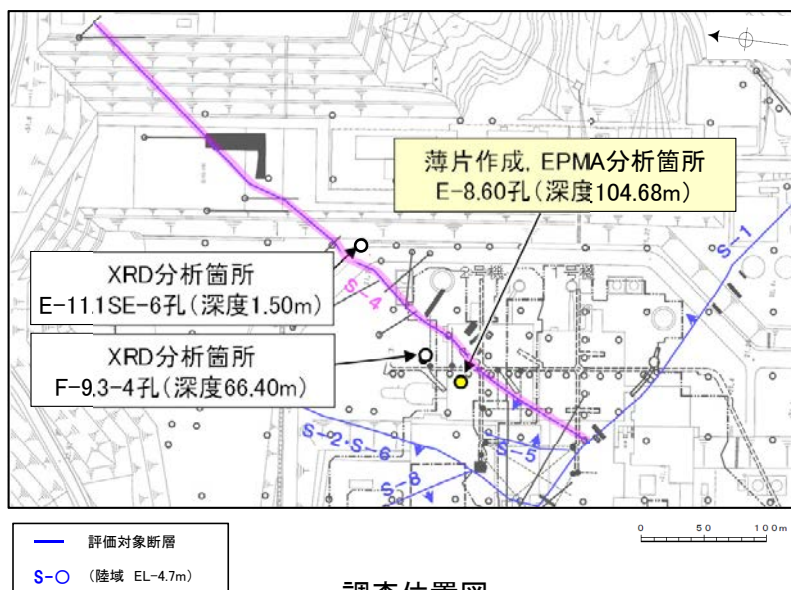 薄片作成, EPMA分析箇所
E-8.60孔(深度104.68m)
S-1
2号機
1号機
XRD分析箇所
E-11.1SE-6孔(深度1.50m)
S-4
XRD分析箇所
F-9.3-4孔(深度66.40m)
S-2・S-6
S-5
S-8
0 50 100m
評価対象断層
S-○ (陸域 EL-4.7m)
調査位置図